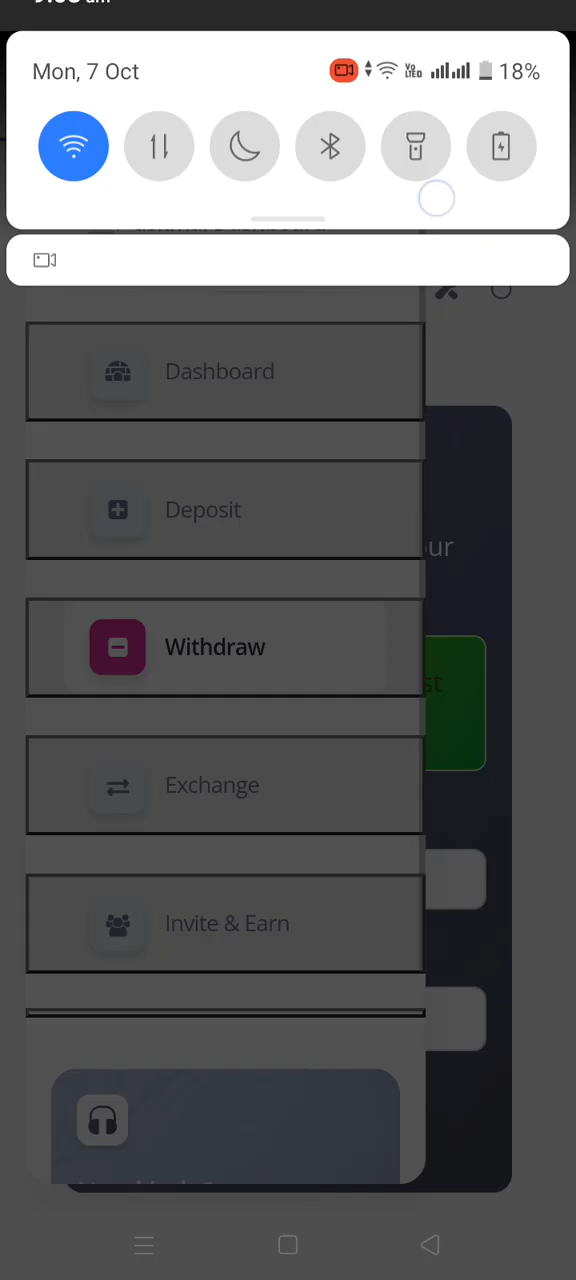 Mon, 7 Oct
18%
Dashboard
Deposit
Withdraw
Exchange
Invite & Earn